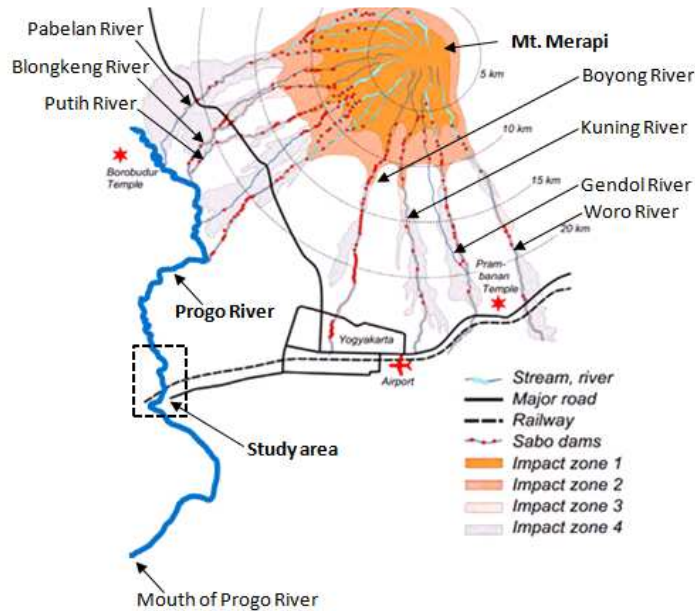 Pabelan River
Blongkeng River
Putih River
Mt. Merapi
Boyong River
5 km
Kuning River
10 km
Borobudur
Temple
15 km
Gendol River
Woro River
20 km
Pram-
banan
Temple
Progo River
Yogyakarta
Airport
Study area
Stream, river
Major road
Railway
Sabo dams
Impact zone 1
Impact zone 2
Impact zone 3
Impact zone 4
Mouth of Progo River